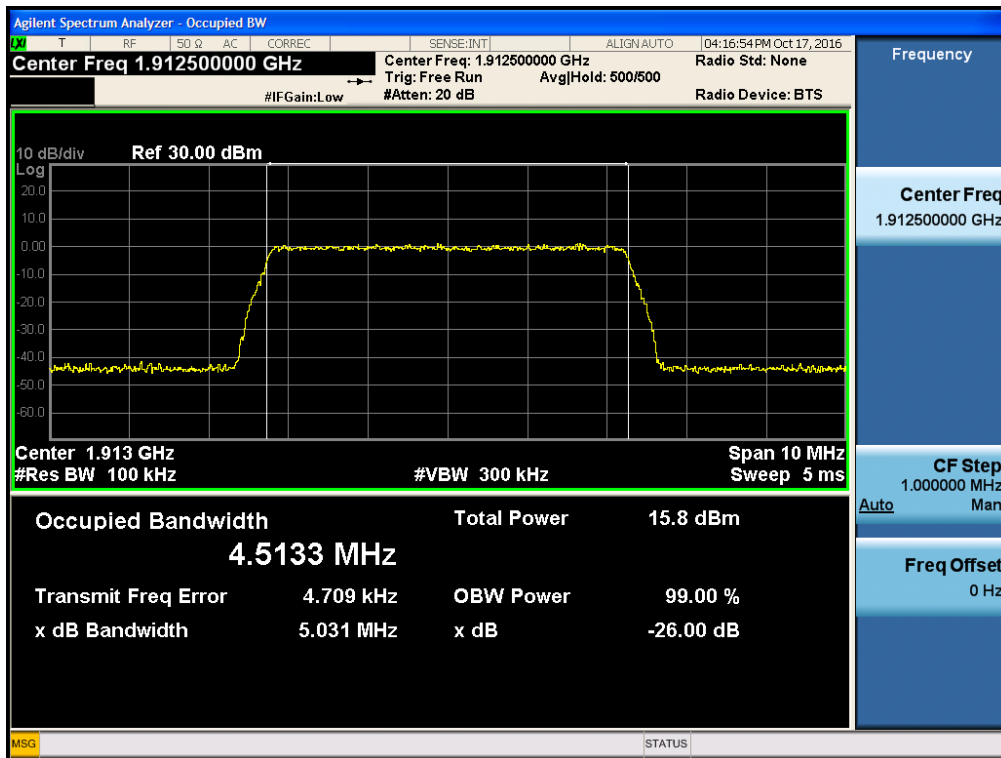 Agilent Spectrum Analyzer - Occupied BW
LXI T RF 50 Ω AC CORREC SENSE:INT ALIGN AUTO 04:16:54 PM Oct 17, 2016
Center Freq 1.912500000 GHz
Center Freq: 1.912500000 GHz
Radio Std: None
Trig: Free Run Avg|Hold: 500/500
#IFGain:Low
#Atten: 20 dB
Radio Device: BTS
Frequency
10 dB/div Ref 30.00 dBm
Log
20.0
10.0
0.00
-10.0
-20.0
-30.0
-40.0
-50.0
-60.0
Center Freq
1.912500000 GHz
Center 1.913 GHz Span 10 MHz
#Res BW 100 kHz #VBW 300 kHz Sweep 5 ms
CF Step
1.000000 MHz
Auto Man
Occupied Bandwidth Total Power 15.8 dBm
4.5133 MHz
Transmit Freq Error 4.709 kHz OBW Power 99.00 %
x dB Bandwidth 5.031 MHz x dB -26.00 dB
Freq Offset
0 Hz
MSG STATUS